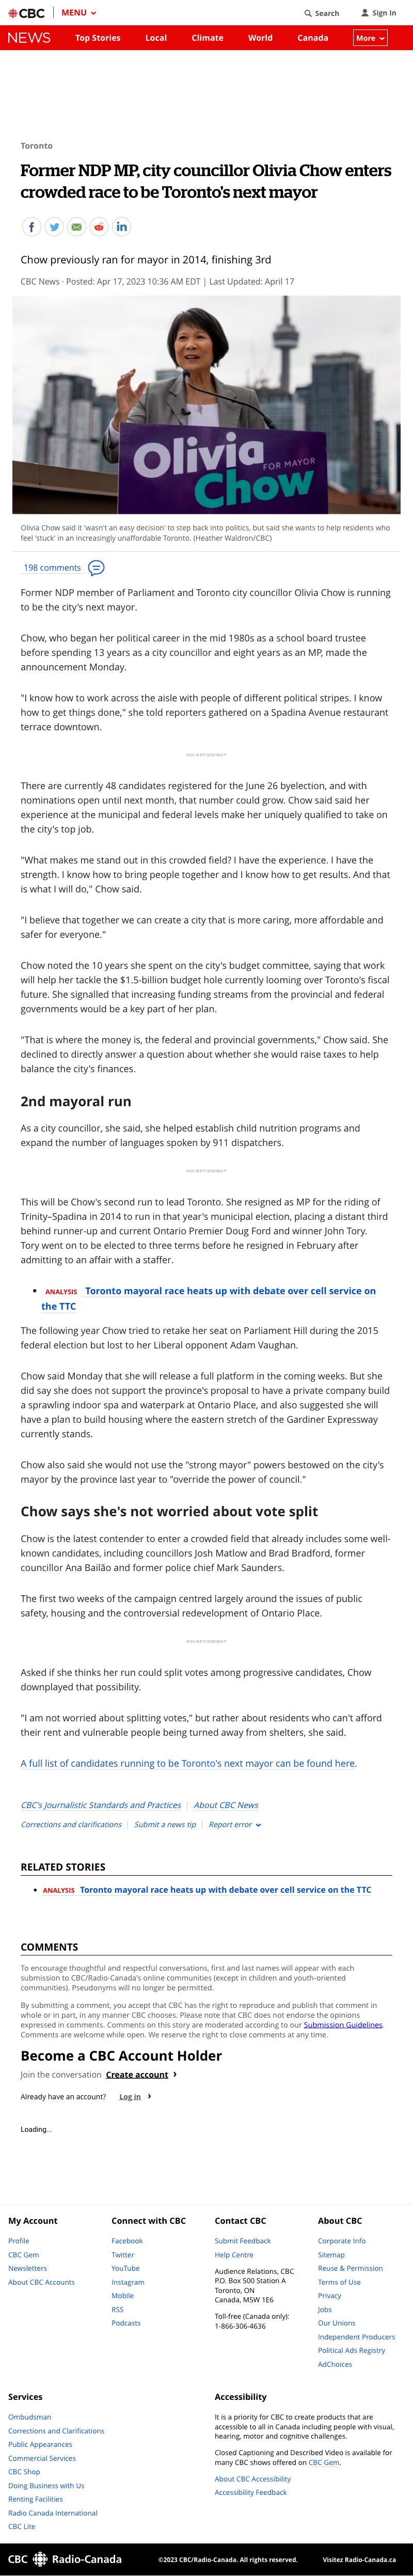 CBC MENU Search Sign In
NEWS Top Stories Local Climate World Canada More
Toronto
Former NDP MP, city councillor Olivia Chow enters
crowded race to be Toronto's next mayor
Chow previously ran for mayor in 2014, finishing 3rd
CBC News · Posted: Apr 17, 2023 10:36 AM EDT | Last Updated: April 17
Olivia
Chow
FOR MAYOR
Olivia Chow said it 'wasn't an easy decision' to step back into politics, but said she wants to help residents who
feel 'stuck' in an increasingly unaffordable Toronto. (Heather Waldron/CBC)
198 comments
Former NDP member of Parliament and Toronto city councillor Olivia Chow is running
to be the city's next mayor.
Chow, who began her political career in the mid 1980s as a school board trustee
before spending 13 years as a city councillor and eight years as an MP, made the
announcement Monday.
"I know how to work across the aisle with people of different political stripes. I know
how to get things done," she told reporters gathered on a Spadina Avenue restaurant
terrace downtown.
ADVERTISEMENT
There are currently 48 candidates registered for the June 26 byelection, and with
nominations open until next month, that number could grow. Chow said said her
experience at the municipal and federal levels make her uniquely qualified to take on
the city's top job.
"What makes me stand out in this crowded field? I have the experience. I have the
strength. I know how to bring people together and I know how to get results. And that
is what I will do," Chow said.
"I believe that together we can create a city that is more caring, more affordable and
safer for everyone."
Chow noted the 10 years she spent on the city's budget committee, saying that work
will help her tackle the $1.5-billion budget hole currently looming over Toronto's fiscal
future. She signalled that increasing funding streams from the provincial and federal
governments would be a key part of her plan.
"That is where the money is, the federal and provincial governments," Chow said. She
declined to directly answer a question about whether she would raise taxes to help
balance the city's finances.
2nd mayoral run
As a city councillor, she said, she helped establish child nutrition programs and
expand the number of languages spoken by 911 dispatchers.
ADVERTISEMENT
This will be Chow's second run to lead Toronto. She resigned as MP for the riding of
Trinity–Spadina in 2014 to run in that year's municipal election, placing a distant third
behind runner-up and current Ontario Premier Doug Ford and winner John Tory.
Tory went on to be elected to three terms before he resigned in February after
admitting to an affair with a staffer.
• ANALYSIS Toronto mayoral race heats up with debate over cell service on
the TTC
The following year Chow tried to retake her seat on Parliament Hill during the 2015
federal election but lost to her Liberal opponent Adam Vaughan.
Chow said Monday that she will release a full platform in the coming weeks. But she
did say she does not support the province's proposal to have a private company build
a sprawling indoor spa and waterpark at Ontario Place, and also suggested she will
have a plan to build housing where the eastern stretch of the Gardiner Expressway
currently stands.
Chow also said she would not use the "strong mayor" powers bestowed on the city's
mayor by the province last year to "override the power of council."
Chow says she's not worried about vote split
Chow is the latest contender to enter a crowded field that already includes some well-
known candidates, including councillors Josh Matlow and Brad Bradford, former
councillor Ana Bailão and former police chief Mark Saunders.
The first two weeks of the campaign centred largely around the issues of public
safety, housing and the controversial redevelopment of Ontario Place.
ADVERTISEMENT
Asked if she thinks her run could split votes among progressive candidates, Chow
downplayed that possibility.
"I am not worried about splitting votes," but rather about residents who can't afford
their rent and vulnerable people being turned away from shelters, she said.
A full list of candidates running to be Toronto's next mayor can be found here.
CBC's Journalistic Standards and Practices | About CBC News
Corrections and clarifications | Submit a news tip | Report error
RELATED STORIES
• ANALYSIS Toronto mayoral race heats up with debate over cell service on the TTC
COMMENTS
To encourage thoughtful and respectful conversations, first and last names will appear with each
submission to CBC/Radio-Canada's online communities (except in children and youth-oriented
communities). Pseudonyms will no longer be permitted.
By submitting a comment, you accept that CBC has the right to reproduce and publish that comment in
whole or in part, in any manner CBC chooses. Please note that CBC does not endorse the opinions
expressed in comments. Comments on this story are moderated according to our Submission Guidelines.
Comments are welcome while open. We reserve the right to close comments at any time.
Become a CBC Account Holder
Join the conversation Create account
Already have an account? Log in
Loading...
My Account
Profile
CBC Gem
Newsletters
About CBC Accounts
Connect with CBC
Facebook
Twitter
YouTube
Instagram
Mobile
RSS
Podcasts
Contact CBC
Submit Feedback
Help Centre
Audience Relations, CBC
P.O. Box 500 Station A
Toronto, ON
Canada, M5W 1E6
Toll-free (Canada only):
1-866-306-4636
About CBC
Corporate Info
Sitemap
Reuse & Permission
Terms of Use
Privacy
Jobs
Our Unions
Independent Producers
Political Ads Registry
AdChoices
Services
Ombudsman
Corrections and Clarifications
Public Appearances
Commercial Services
CBC Shop
Doing Business with Us
Renting Facilities
Radio Canada International
CBC Lite
Accessibility
It is a priority for CBC to create products that are
accessible to all in Canada including people with visual,
hearing, motor and cognitive challenges.
Closed Captioning and Described Video is available for
many CBC shows offered on CBC Gem.
About CBC Accessibility
Accessibility Feedback
CBC Radio-Canada ©2023 CBC/Radio-Canada. All rights reserved. Visitez Radio-Canada.ca